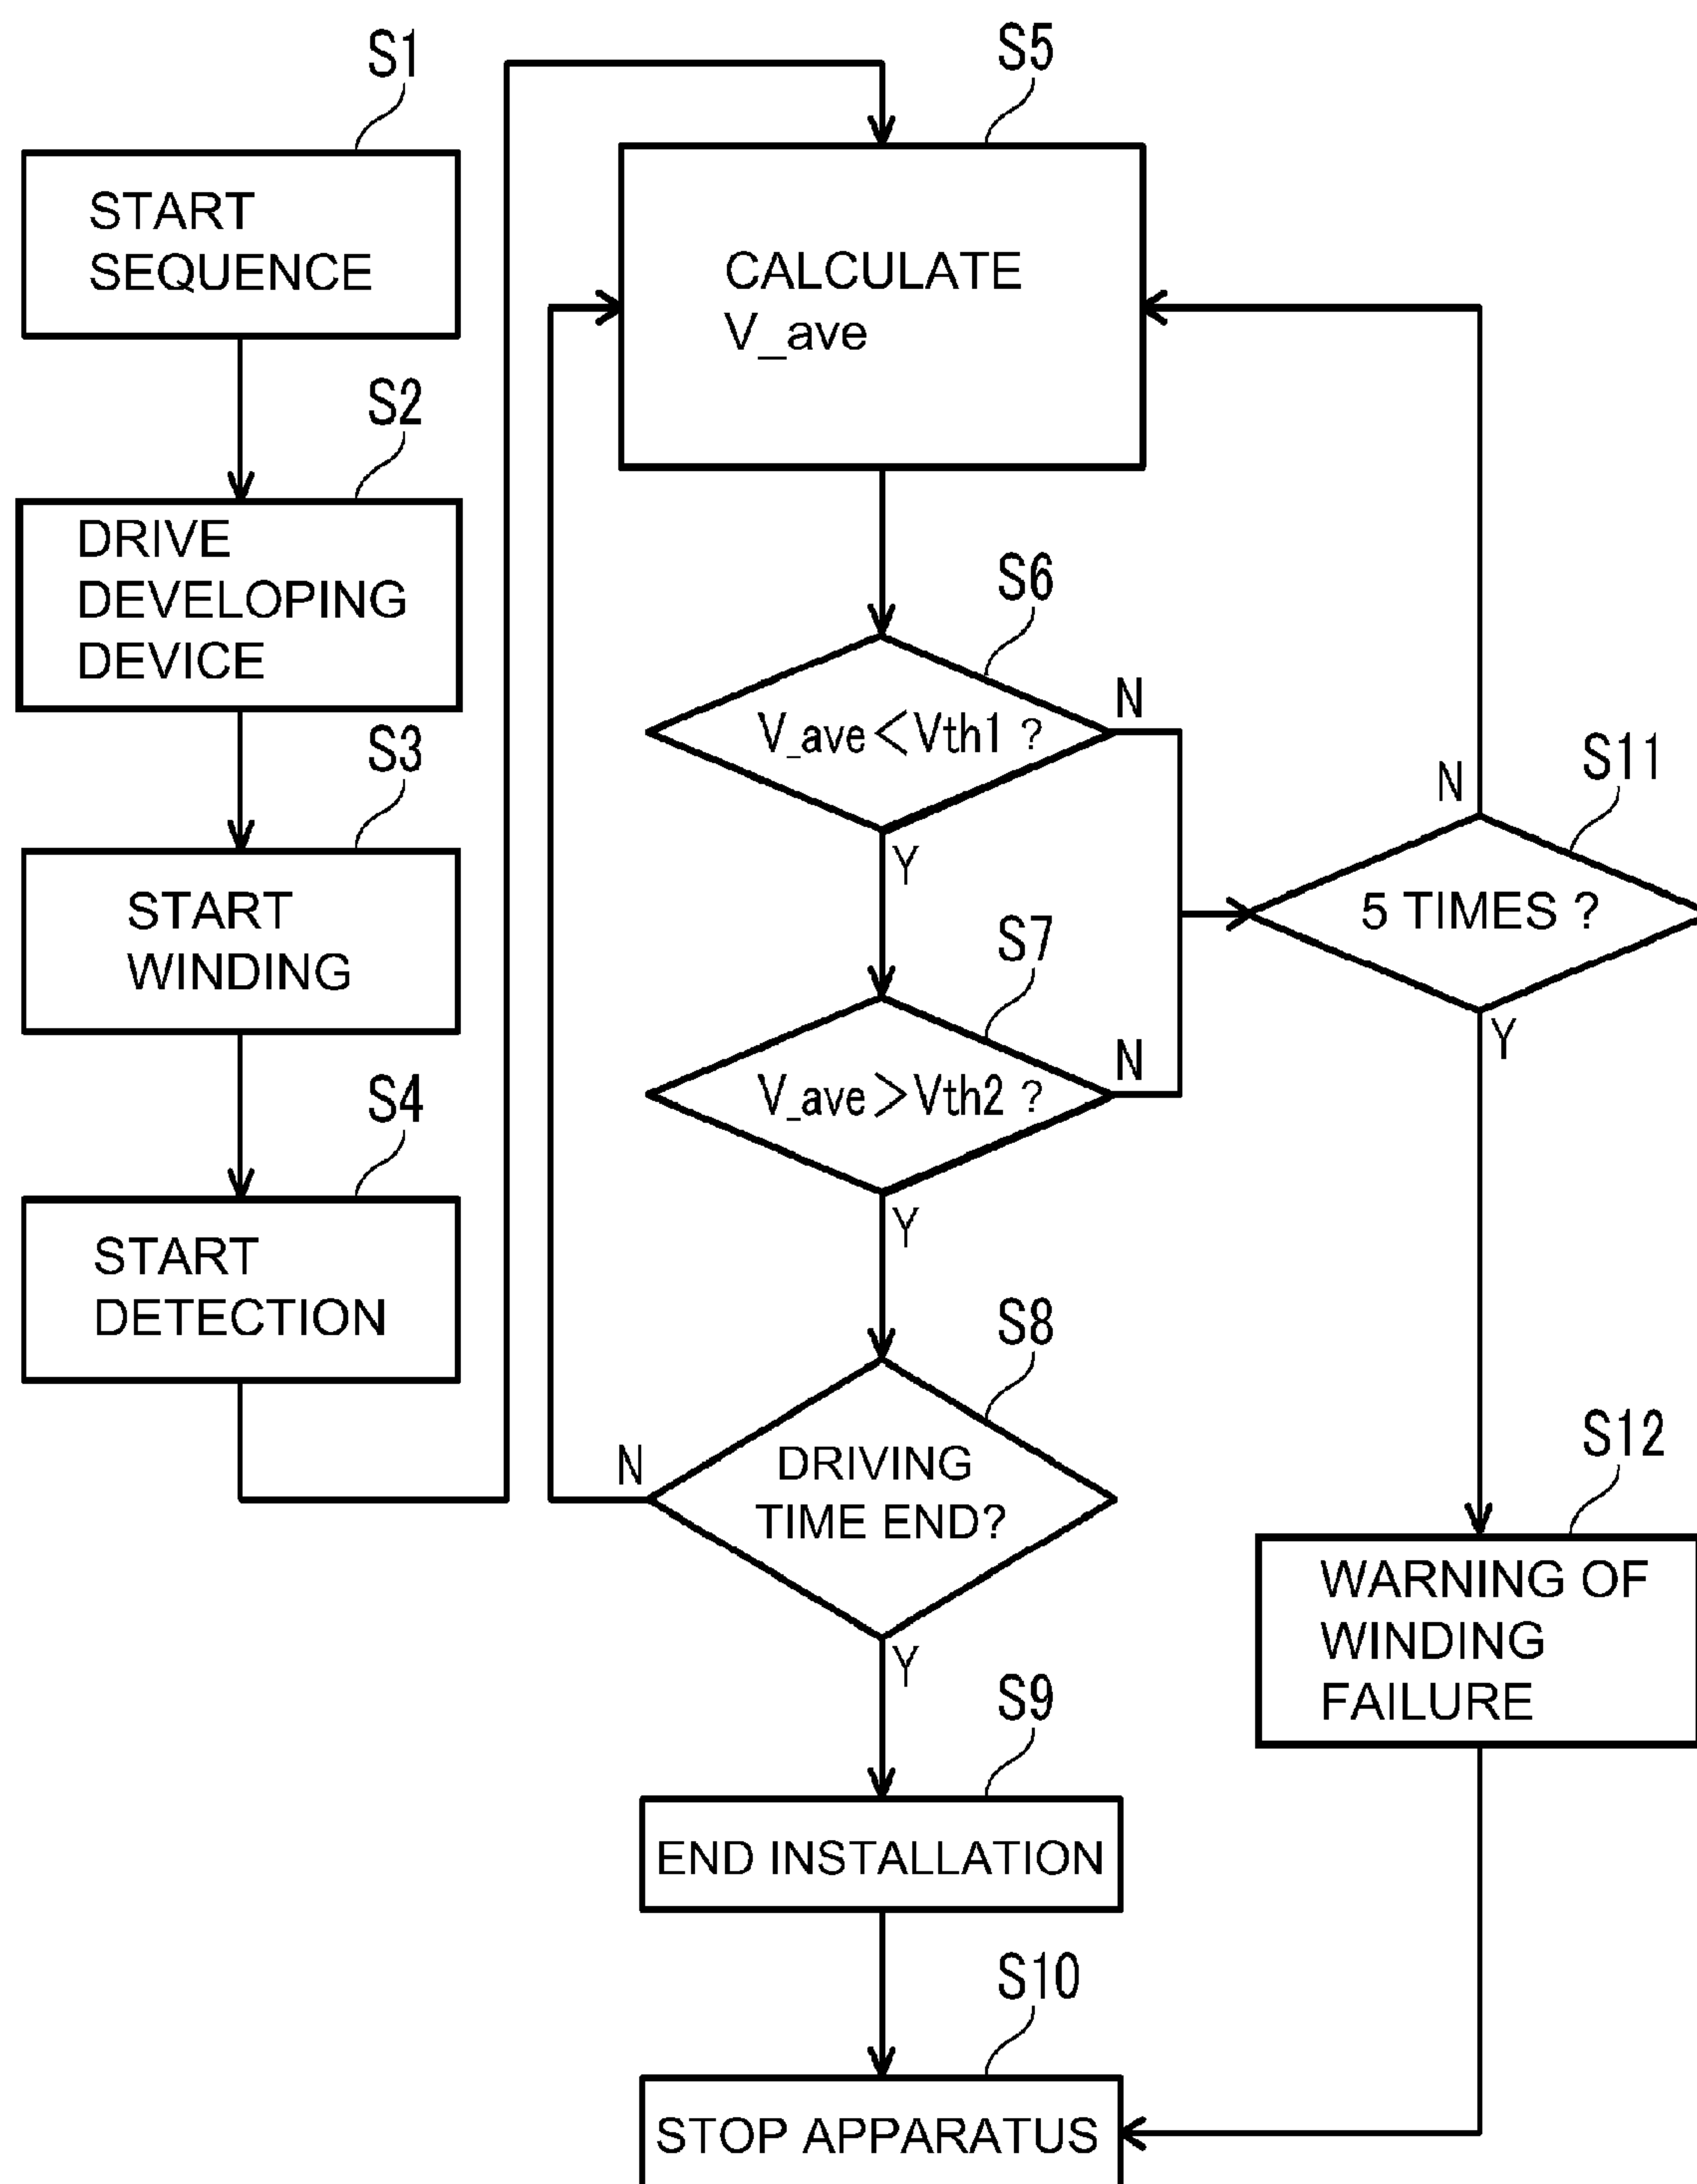 S1
START
SEQUENCE
S2
DRIVE
DEVELOPING
DEVICE
S3
START
WINDING
S4
START
DETECTION
S5
CALCULATE
V_ave
S6
V_ave<Vth1 ?
N
Y
S7
V_ave>Vth2 ?
N
Y
S8
DRIVING
TIME END?
N
Y
S9
END INSTALLATION
S10
STOP APPARATUS
S11
5 TIMES ?
N
Y
S12
WARNING OF
WINDING
FAILURE